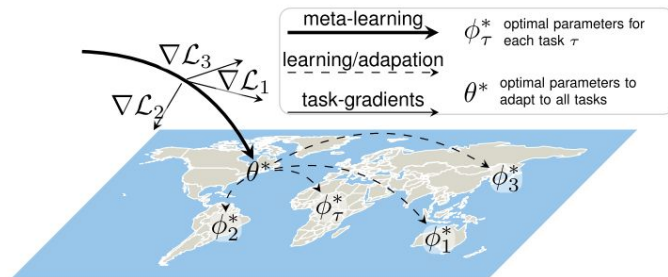 meta-learning
learning/adapation
task-gradients
ϕ*τ optimal parameters for
each task τ
θ* optimal parameters to
adapt to all tasks
∇ℒ₃
∇ℒ₁
∇ℒ₂
θ*
ϕ*₃
ϕ*τ
ϕ*₂
ϕ*₁